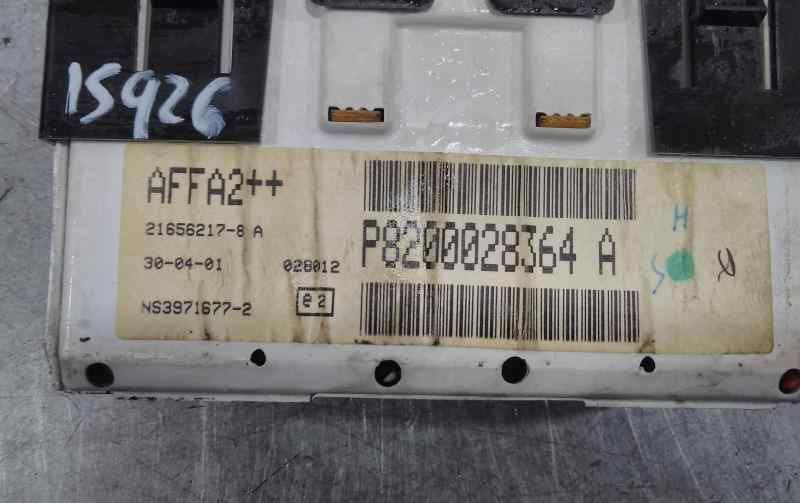 15926
AFFA2++
21656217-8 A
30-04-01 028012
NS3971677-2 e2
P8200028364 A
H
S
R